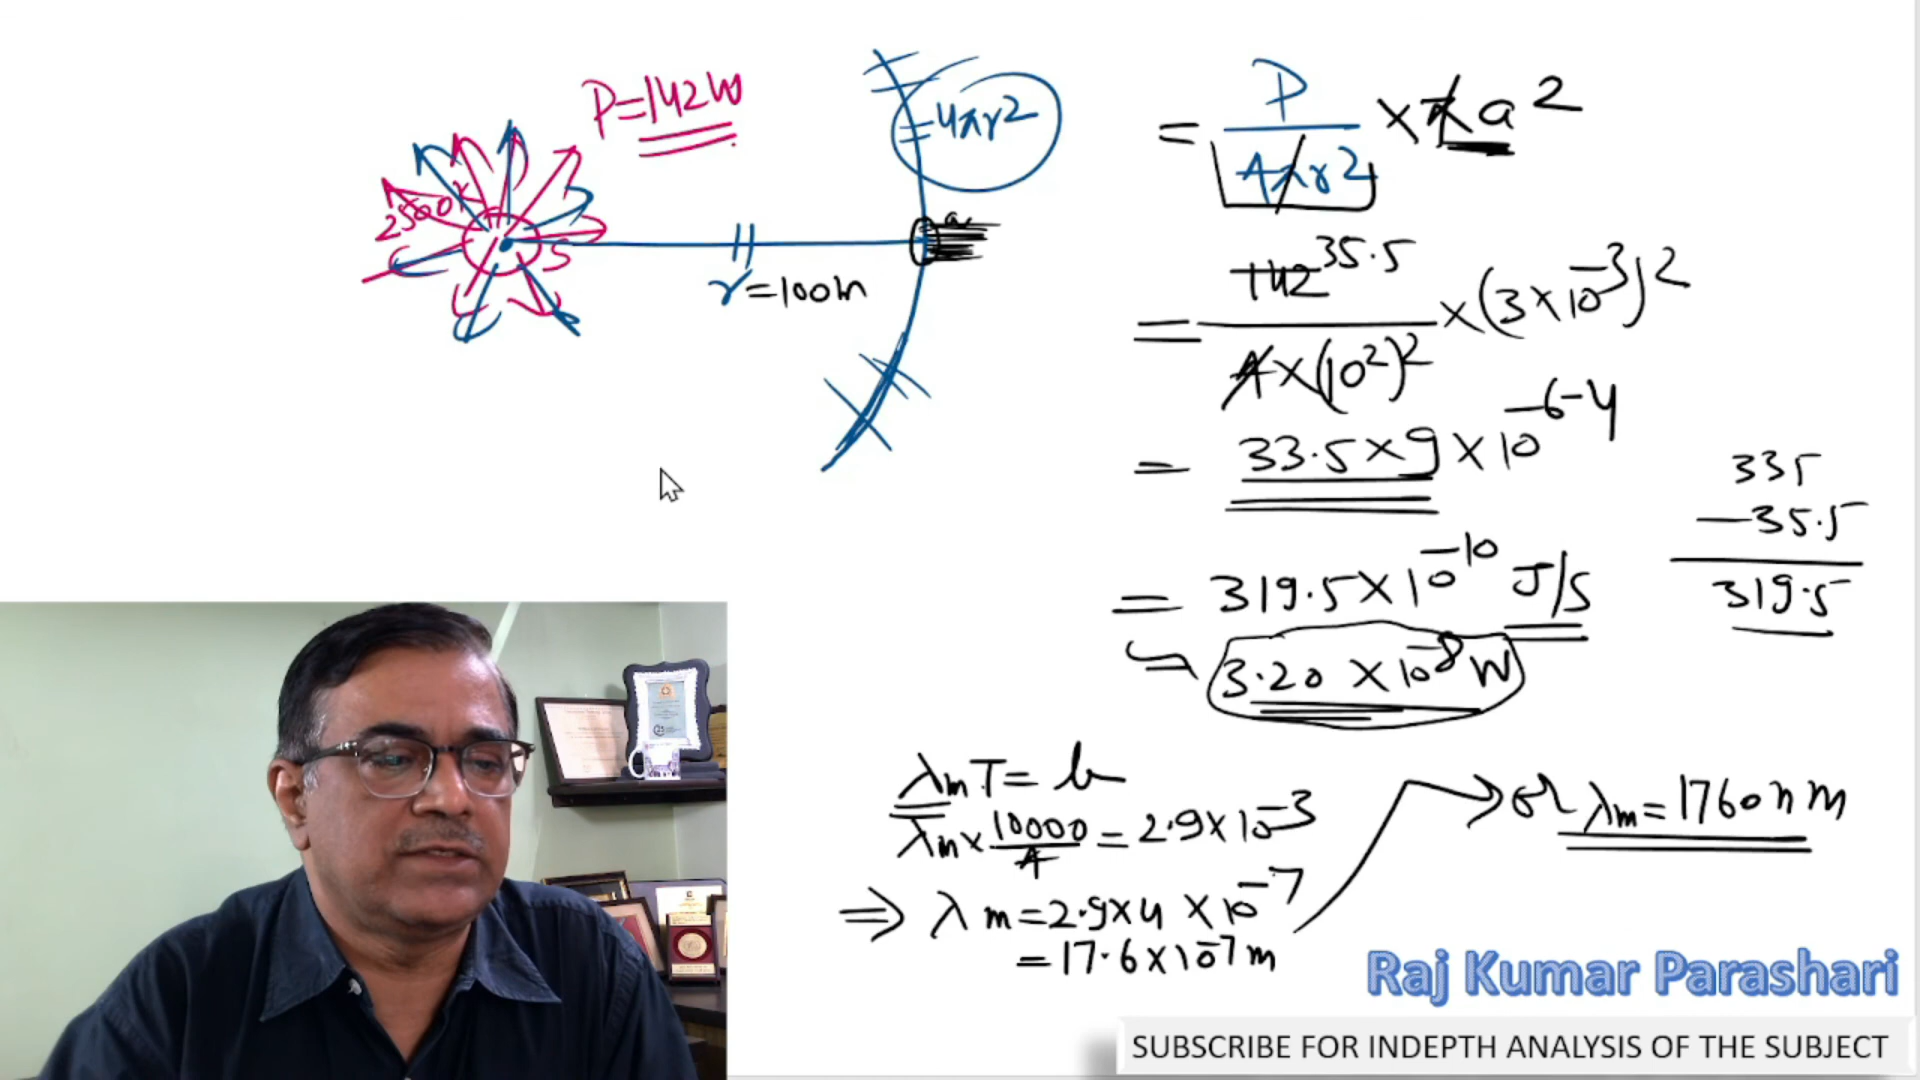 P=142W
4πr²
2500K
S
a
r=100m
= P / 4πr² × πa²
= 142 35.5 / 4×(10²)² × (3×10⁻³)²
= 33.5×9×10⁻⁶⁻⁴
335
-35.5
319.5
= 319.5×10⁻¹⁰ J/S
3.20 ×10⁻⁸ W
λmT= b
λm× 10000/4 = 2.9×10⁻³
⇒ λm=2.9×4 ×10⁻⁷
=17.6×10⁻⁷m
or λm=1760nm
Raj Kumar Parashari
SUBSCRIBE FOR INDEPTH ANALYSIS OF THE SUBJECT